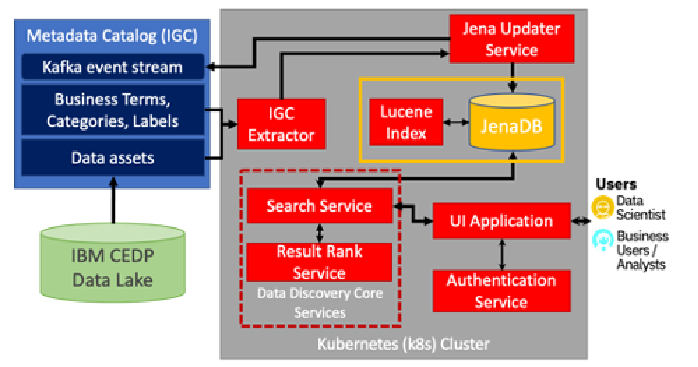 Metadata Catalog (IGC)
Kafka event stream
Business Terms,
Categories, Labels
Data assets
IBM CEDP
Data Lake
IGC
Extractor
Jena Updater
Service
Lucene
Index
JenaDB
Search Service
Result Rank
Service
Data Discovery Core
Services
UI Application
Authentication
Service
Kubernetes (k8s) Cluster
Users
Data
Scientist
Business
Users /
Analysts